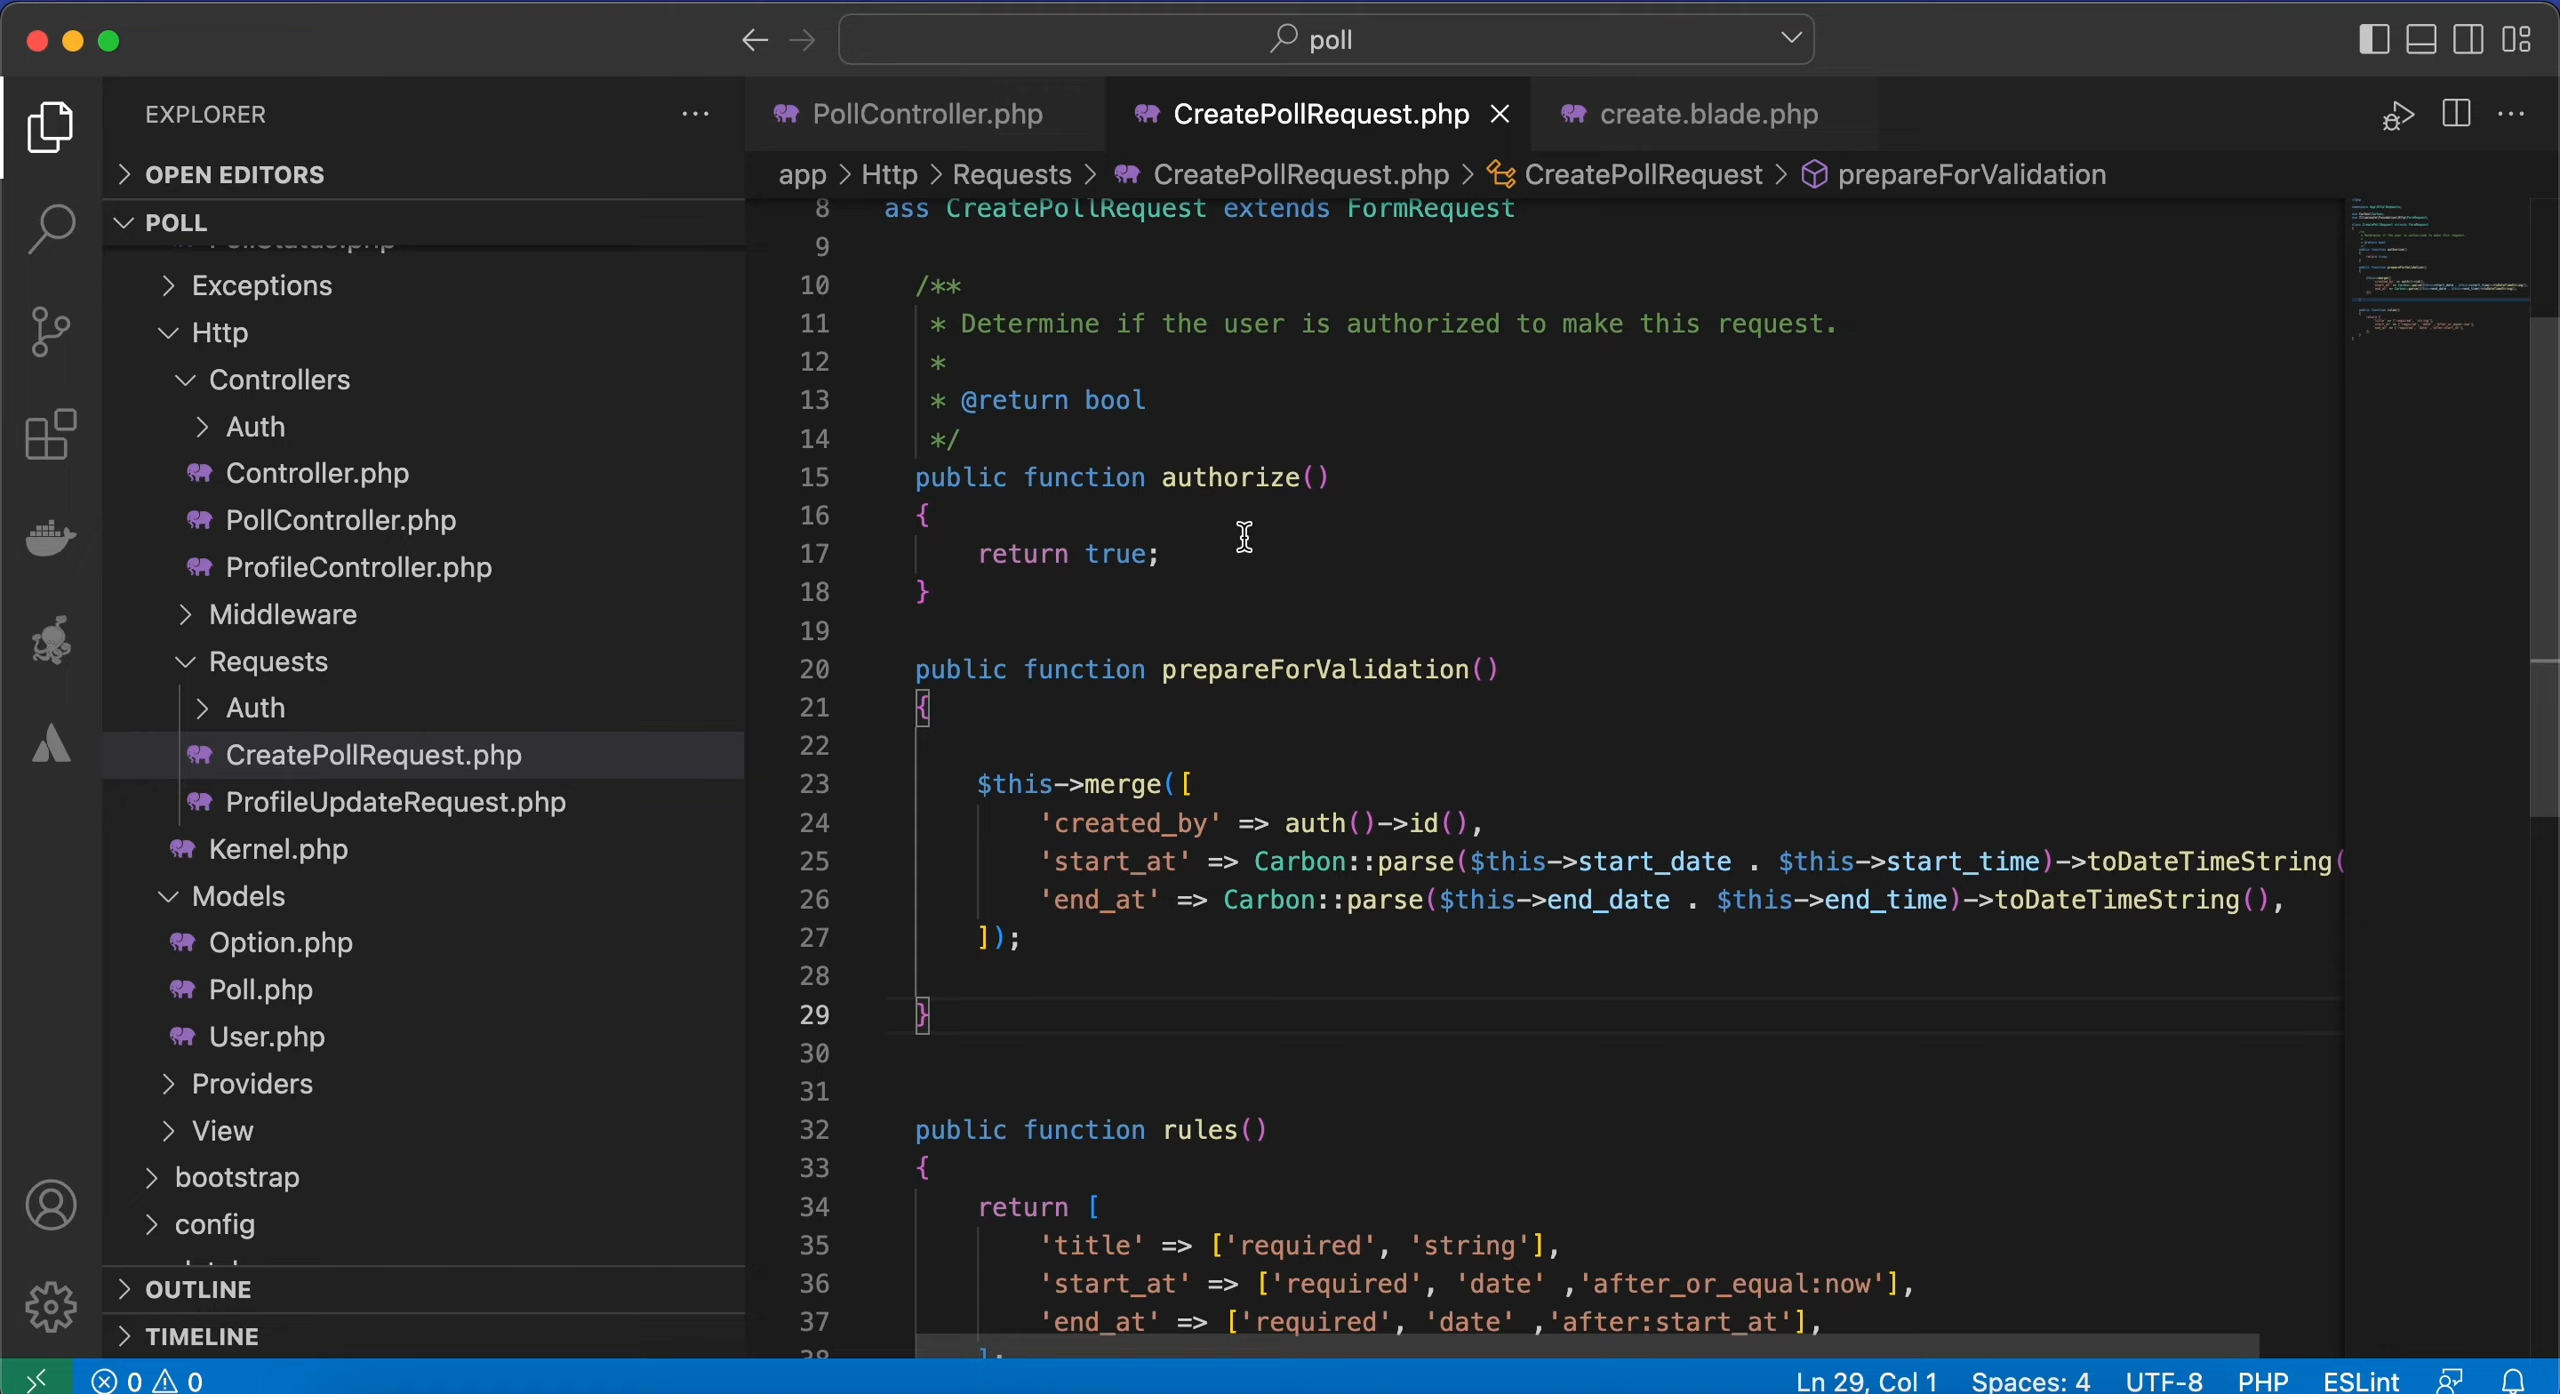 poll
EXPLORER
OPEN EDITORS
POLL
PollStatus.php
Exceptions
Http
Controllers
Auth
Controller.php
PollController.php
ProfileController.php
Middleware
Requests
Auth
CreatePollRequest.php
ProfileUpdateRequest.php
Kernel.php
Models
Option.php
Poll.php
User.php
Providers
View
bootstrap
config
OUTLINE
TIMELINE
PollController.php CreatePollRequest.php create.blade.php
app > Http > Requests > CreatePollRequest.php > CreatePollRequest > prepareForValidation
8 ass CreatePollRequest extends FormRequest
9
10 /**
11 * Determine if the user is authorized to make this request.
12 *
13 * @return bool
14 */
15 public function authorize()
16 {
17 return true;
18 }
19
20 public function prepareForValidation()
21 {
22
23 $this->merge([
24 'created_by' => auth()->id(),
25 'start_at' => Carbon::parse($this->start_date . $this->start_time)->toDateTimeString(
26 'end_at' => Carbon::parse($this->end_date . $this->end_time)->toDateTimeString(),
27 ]);
28
29 }
30
31
32 public function rules()
33 {
34 return [
35 'title' => ['required', 'string'],
36 'start_at' => ['required', 'date' ,'after_or_equal:now'],
37 'end_at' => ['required', 'date' ,'after:start_at'],
38 ];
0 0 Ln 29, Col 1 Spaces: 4 UTF-8 PHP ESLint